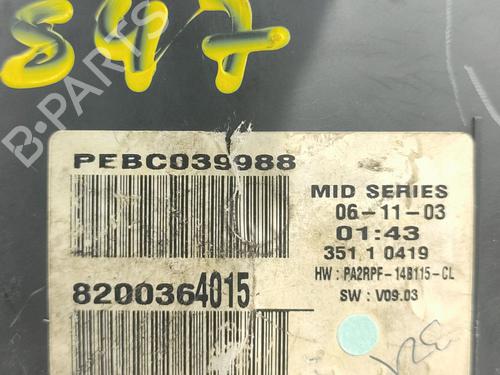 547
B-PARTS
PEBC039988
MID SERIES
06-11-03
01:43
351 1 0419
HW : PA2RPF-14B115-CL
SW : V09.03
8200364015